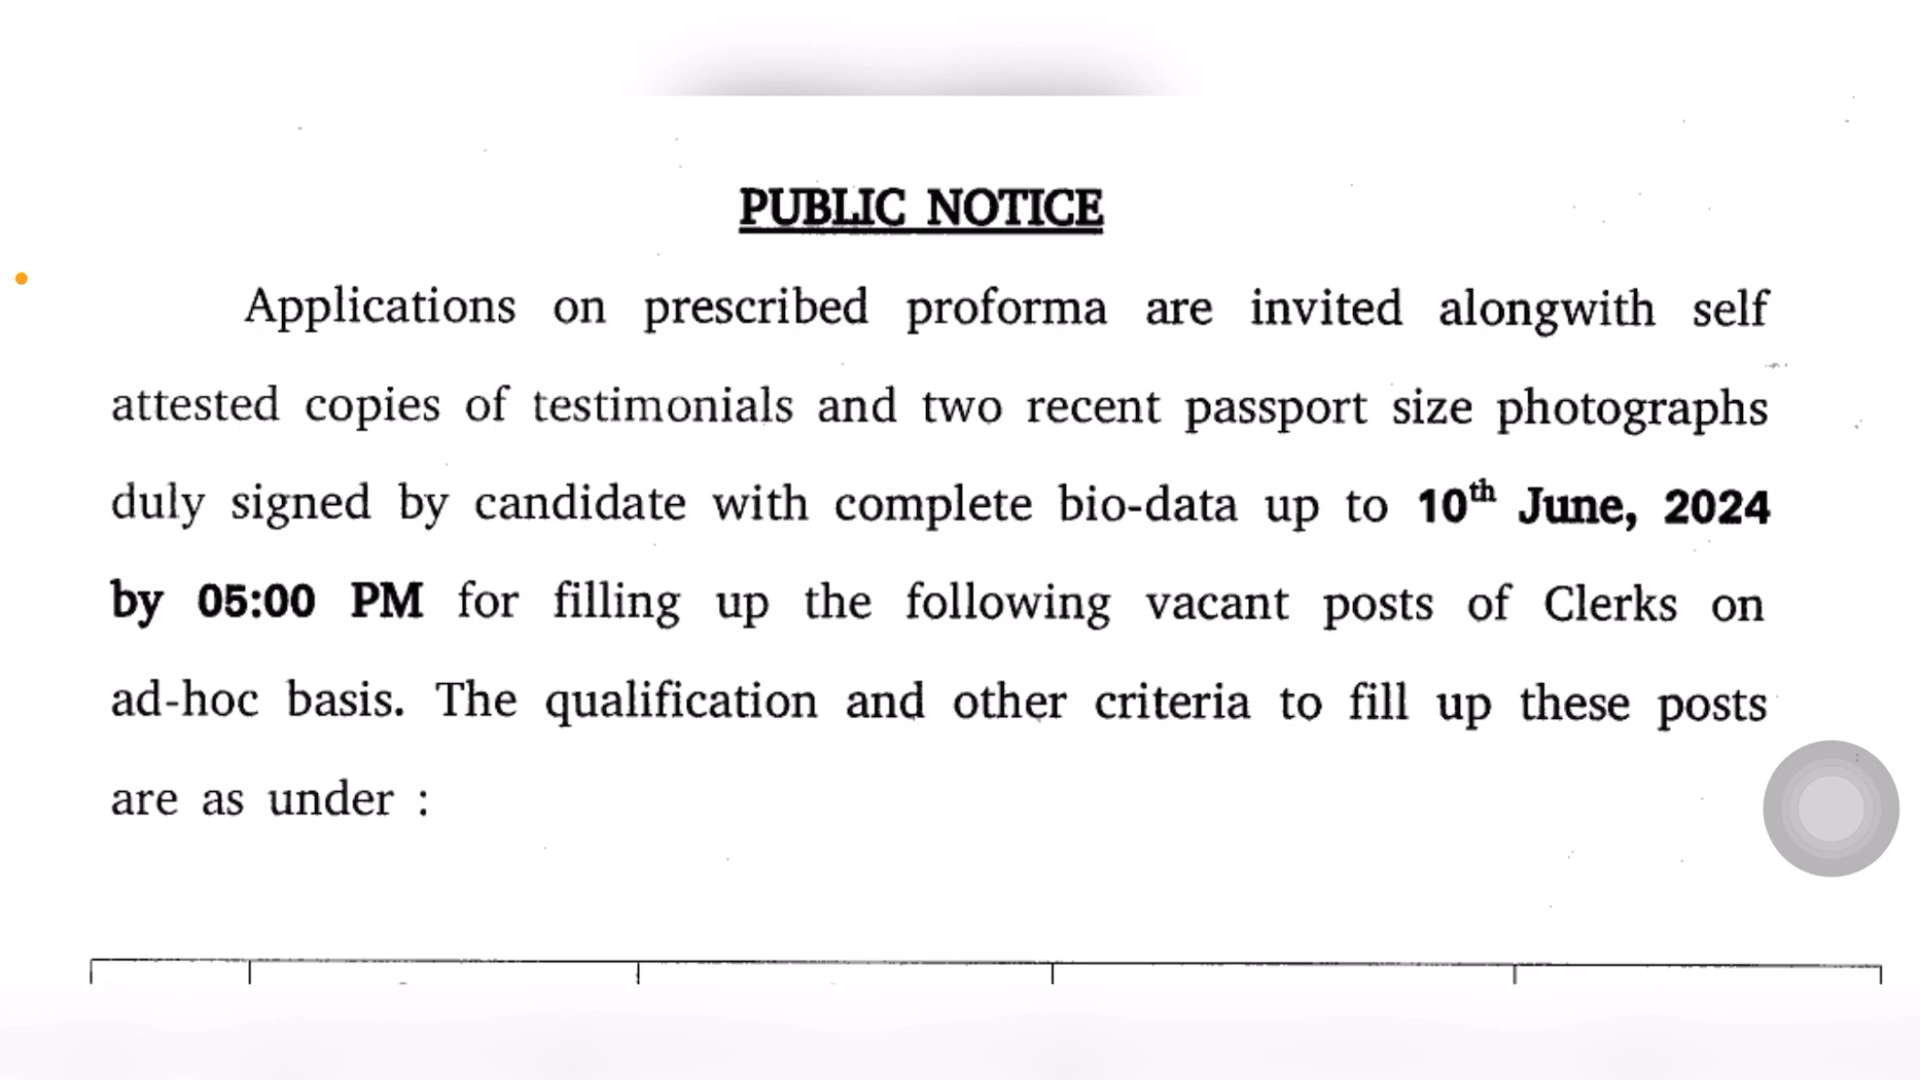 PUBLIC NOTICE
Applications on prescribed proforma are invited alongwith self
attested copies of testimonials and two recent passport size photographs
duly signed by candidate with complete bio-data up to 10th June, 2024
by 05:00 PM for filling up the following vacant posts of Clerks on
ad-hoc basis. The qualification and other criteria to fill up these posts
are as under :